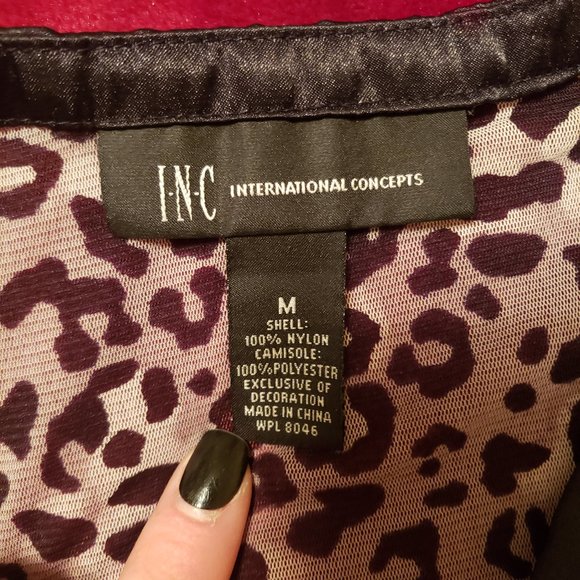 I·N·C INTERNATIONAL CONCEPTS
M
SHELL:
100% NYLON
CAMISOLE:
100%POLYESTER
EXCLUSIVE OF
DECORATION
MADE IN CHINA
WPL 8046